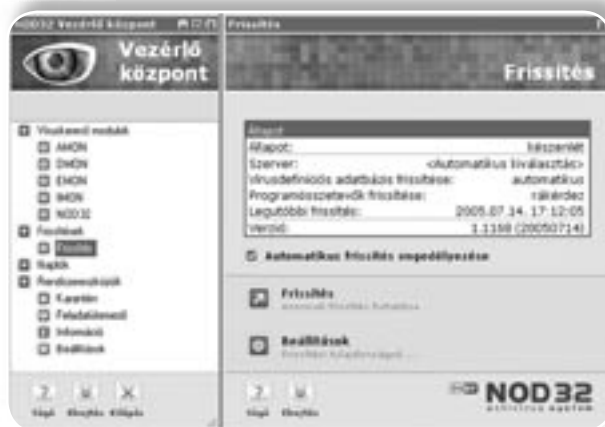 NOD32 Vezérlő központ
Vezérlő
központ
Víruskereső modulok
AMON
DMON
EMON
IMON
NOD32
Frissítések
Frissítés
Naplók
Rendszereszközök
Karantén
Feladatütemező
Információ
Beállítások
Súgó Elrejtés Kilépés
Frissítés
Frissítés
Állapot
Állapot: készenlét
Szerver: <Automatikus kiválasztás>
Vírusdefiníciós adatbázis frissítése: automatikus
Programösszetevők frissítése: rákérdez
Legutóbbi frissítés: 2005.07.14. 17:12:05
Verzió: 1.1168 (20050714)
Automatikus frissítés engedélyezése
Frissítés
Beállítások
Súgó Elrejtés
NOD32
antivirus system